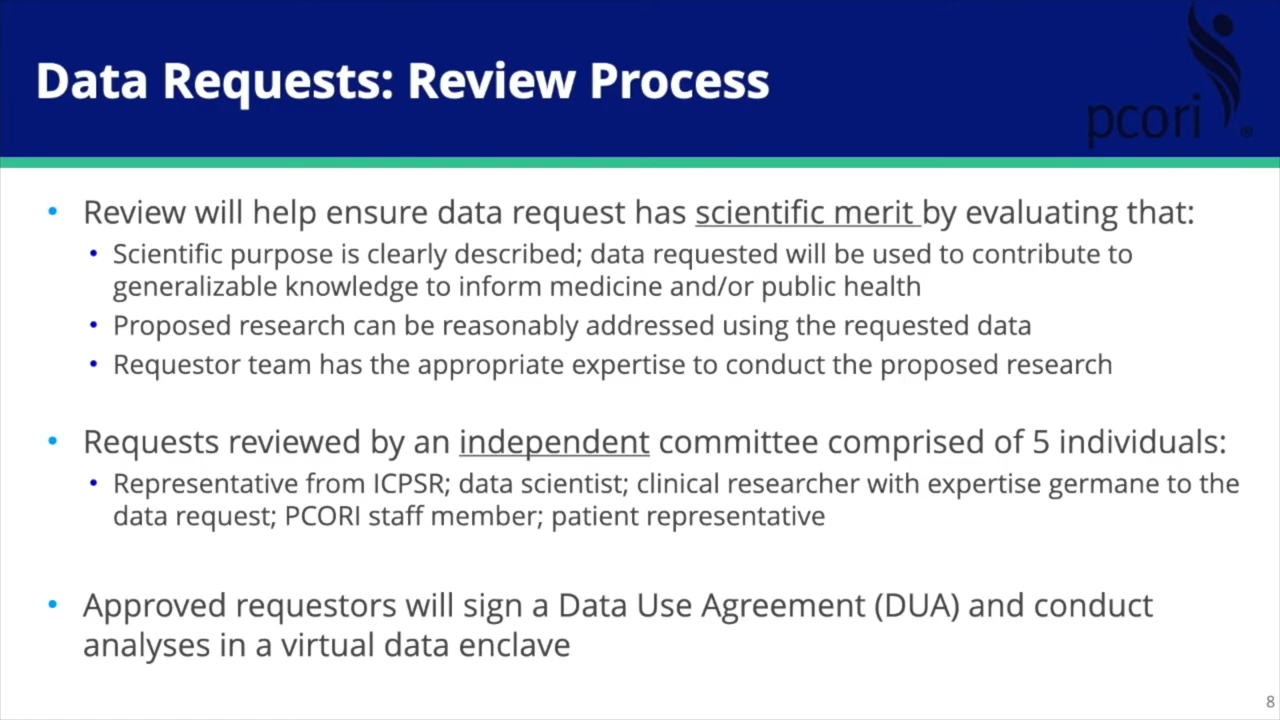 Data Requests: Review Process
pcori ®
• Review will help ensure data request has scientific merit by evaluating that:
• Scientific purpose is clearly described; data requested will be used to contribute to
generalizable knowledge to inform medicine and/or public health
• Proposed research can be reasonably addressed using the requested data
• Requestor team has the appropriate expertise to conduct the proposed research
• Requests reviewed by an independent committee comprised of 5 individuals:
• Representative from ICPSR; data scientist; clinical researcher with expertise germane to the
data request; PCORI staff member; patient representative
• Approved requestors will sign a Data Use Agreement (DUA) and conduct
analyses in a virtual data enclave
8